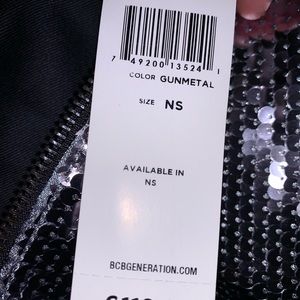 7 49200 13524 1
COLOR GUNMETAL
SIZE NS
AVAILABLE IN
NS
BCBGENERATION.COM